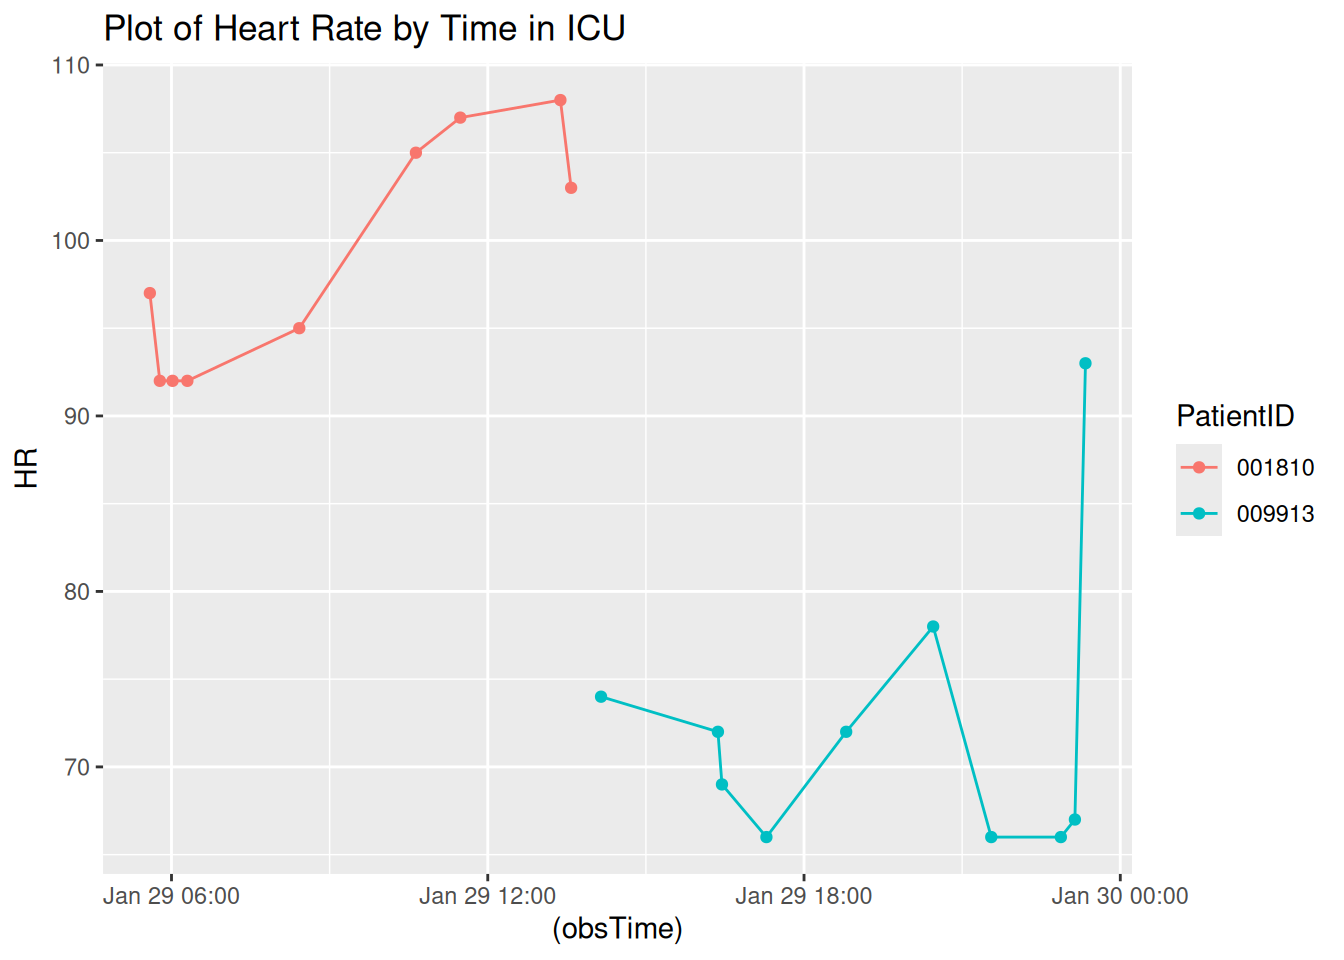 Plot of Heart Rate by Time in ICU
110
100
90
80
70
HR
Jan 29 06:00
Jan 29 12:00
Jan 29 18:00
Jan 30 00:00
(obsTime)
PatientID
001810
009913